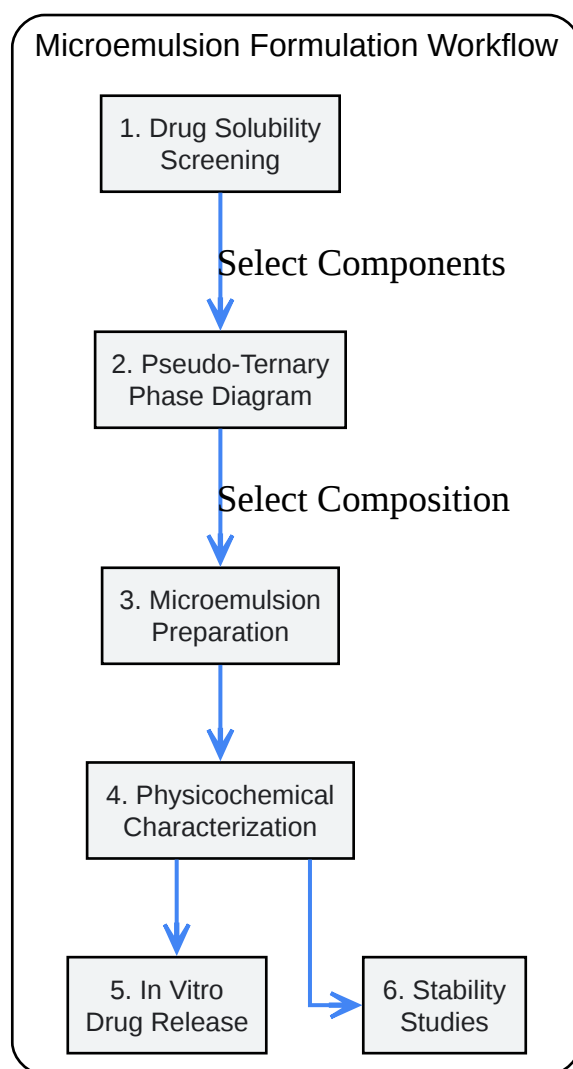 Microemulsion Formulation Workflow
1. Drug Solubility
Screening
Select Components
2. Pseudo-Ternary
Phase Diagram
Select Composition
3. Microemulsion
Preparation
4. Physicochemical
Characterization
5. In Vitro
Drug Release
6. Stability
Studies